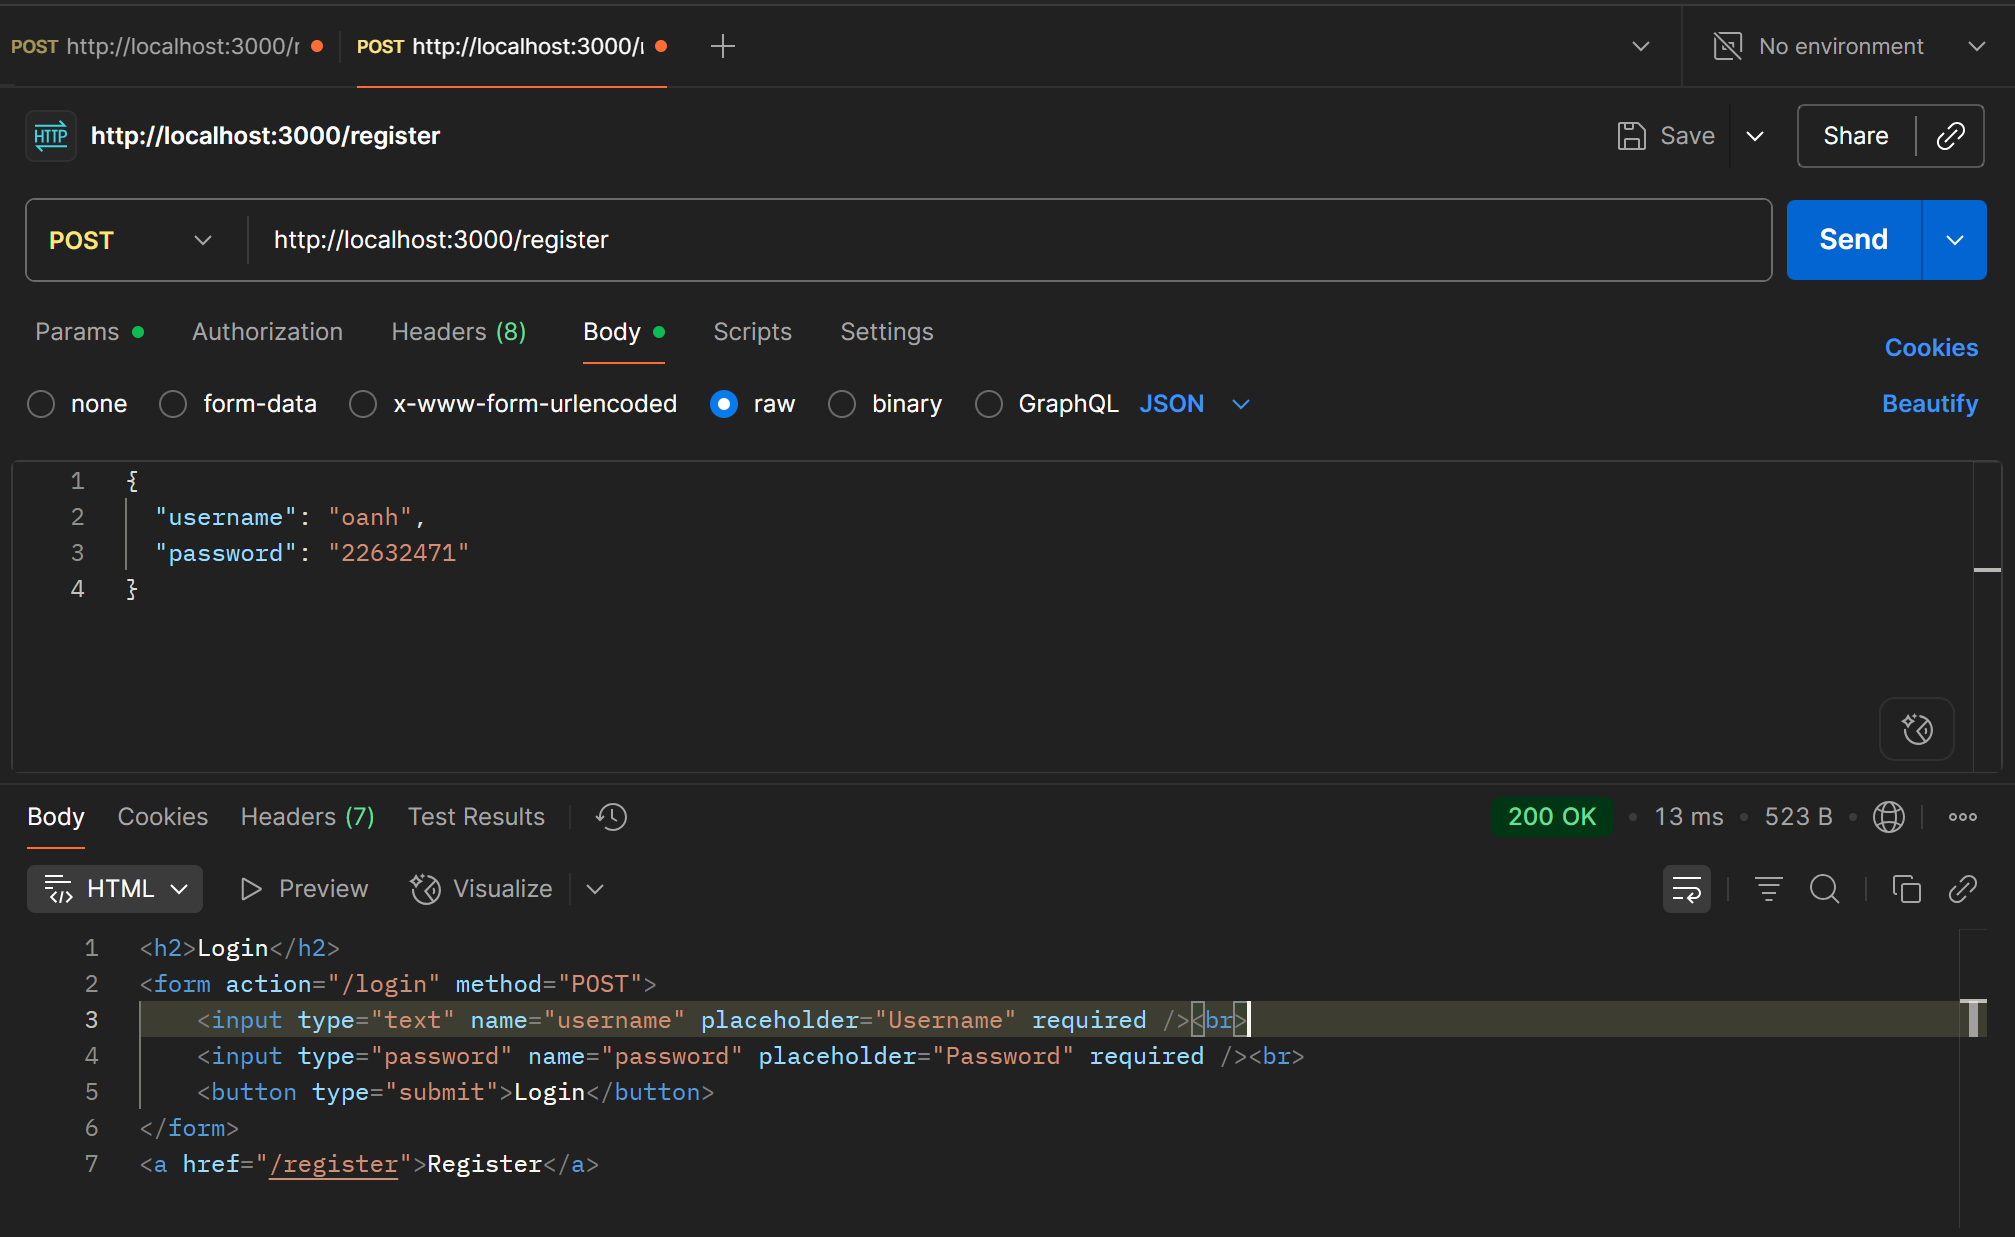 POST http://localhost:3000/r POST http://localhost:3000/u No environment
HTTP http://localhost:3000/register Save Share
POST http://localhost:3000/register Send
Params Authorization Headers (8) Body Scripts Settings Cookies
none form-data x-www-form-urlencoded raw binary GraphQL JSON Beautify
1 {
2 "username": "oanh",
3 "password": "22632471"
4 }
Body Cookies Headers (7) Test Results 200 OK • 13 ms • 523 B •
HTML Preview Visualize
1 <h2>Login</h2>
2 <form action="/login" method="POST">
3 <input type="text" name="username" placeholder="Username" required /><br>
4 <input type="password" name="password" placeholder="Password" required /><br>
5 <button type="submit">Login</button>
6 </form>
7 <a href="/register">Register</a>